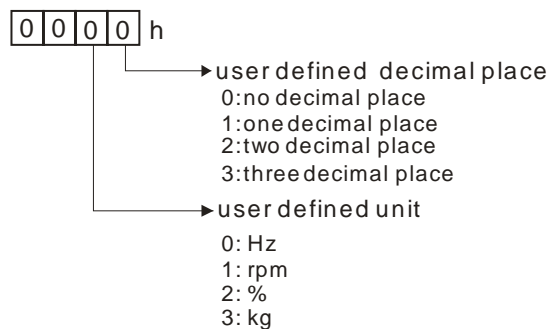 0 0 0 0 h
user defined decimal place
0:no decimal place
1:one decimal place
2:two decimal place
3:three decimal place
user defined unit
0: Hz
1: rpm
2: %
3: kg